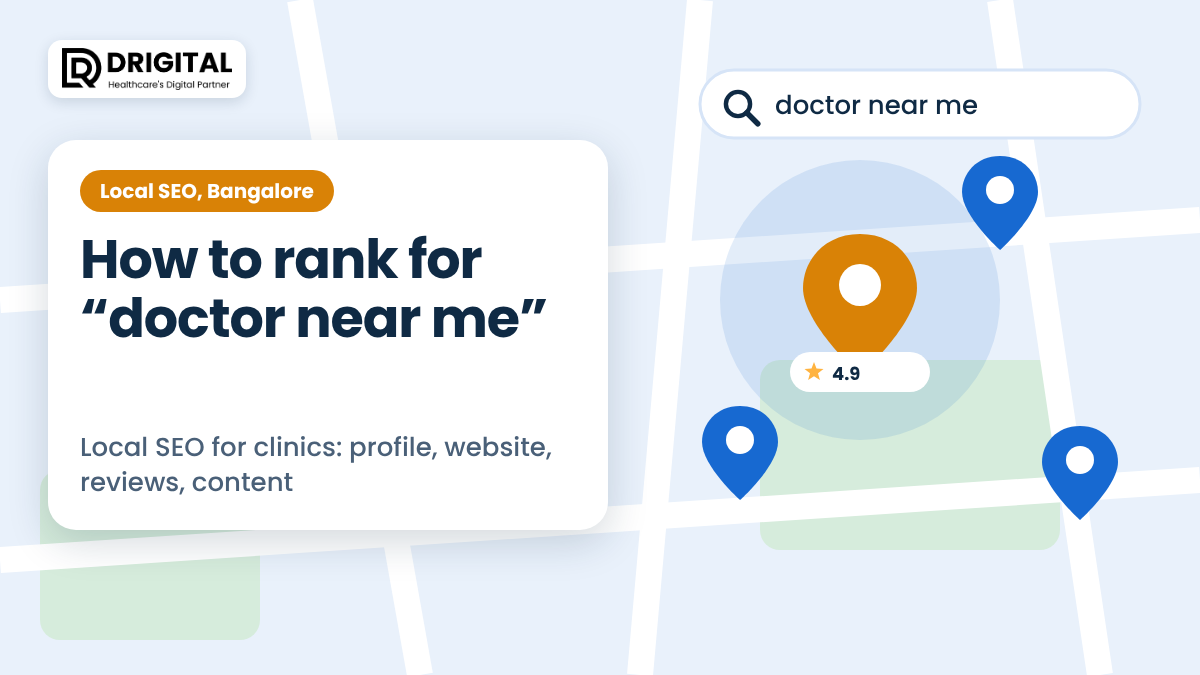 DRIGITAL
Healthcare's Digital Partner
doctor near me
Local SEO, Bangalore
How to rank for
“doctor near me”
4.9
Local SEO for clinics: profile, website,
reviews, content